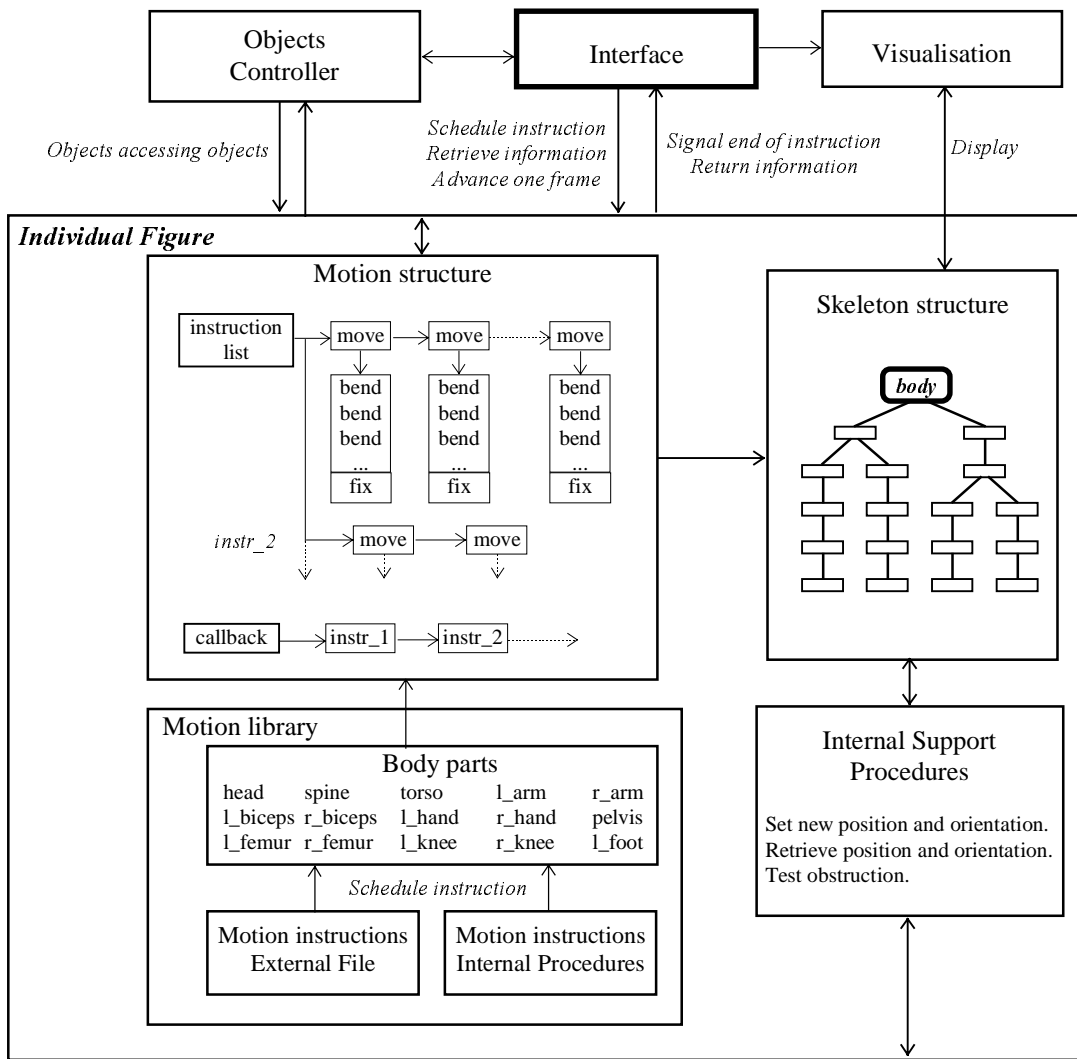 Objects
Controller
Interface
Visualisation
Objects accessing objects
Schedule instruction
Retrieve information
Advance one frame
Signal end of instruction
Return information
Display
Individual Figure
Motion structure
instruction
list
move
move
move
bend
bend
bend
...
fix
bend
bend
bend
...
fix
bend
bend
bend
...
fix
instr_2
move
move
callback
instr_1
instr_2
Skeleton structure
body
Motion library
Body parts
head spine torso l_arm r_arm
l_biceps r_biceps l_hand r_hand pelvis
l_femur r_femur l_knee r_knee l_foot
Schedule instruction
Motion instructions
External File
Motion instructions
Internal Procedures
Internal Support
Procedures
Set new position and orientation.
Retrieve position and orientation.
Test obstruction.